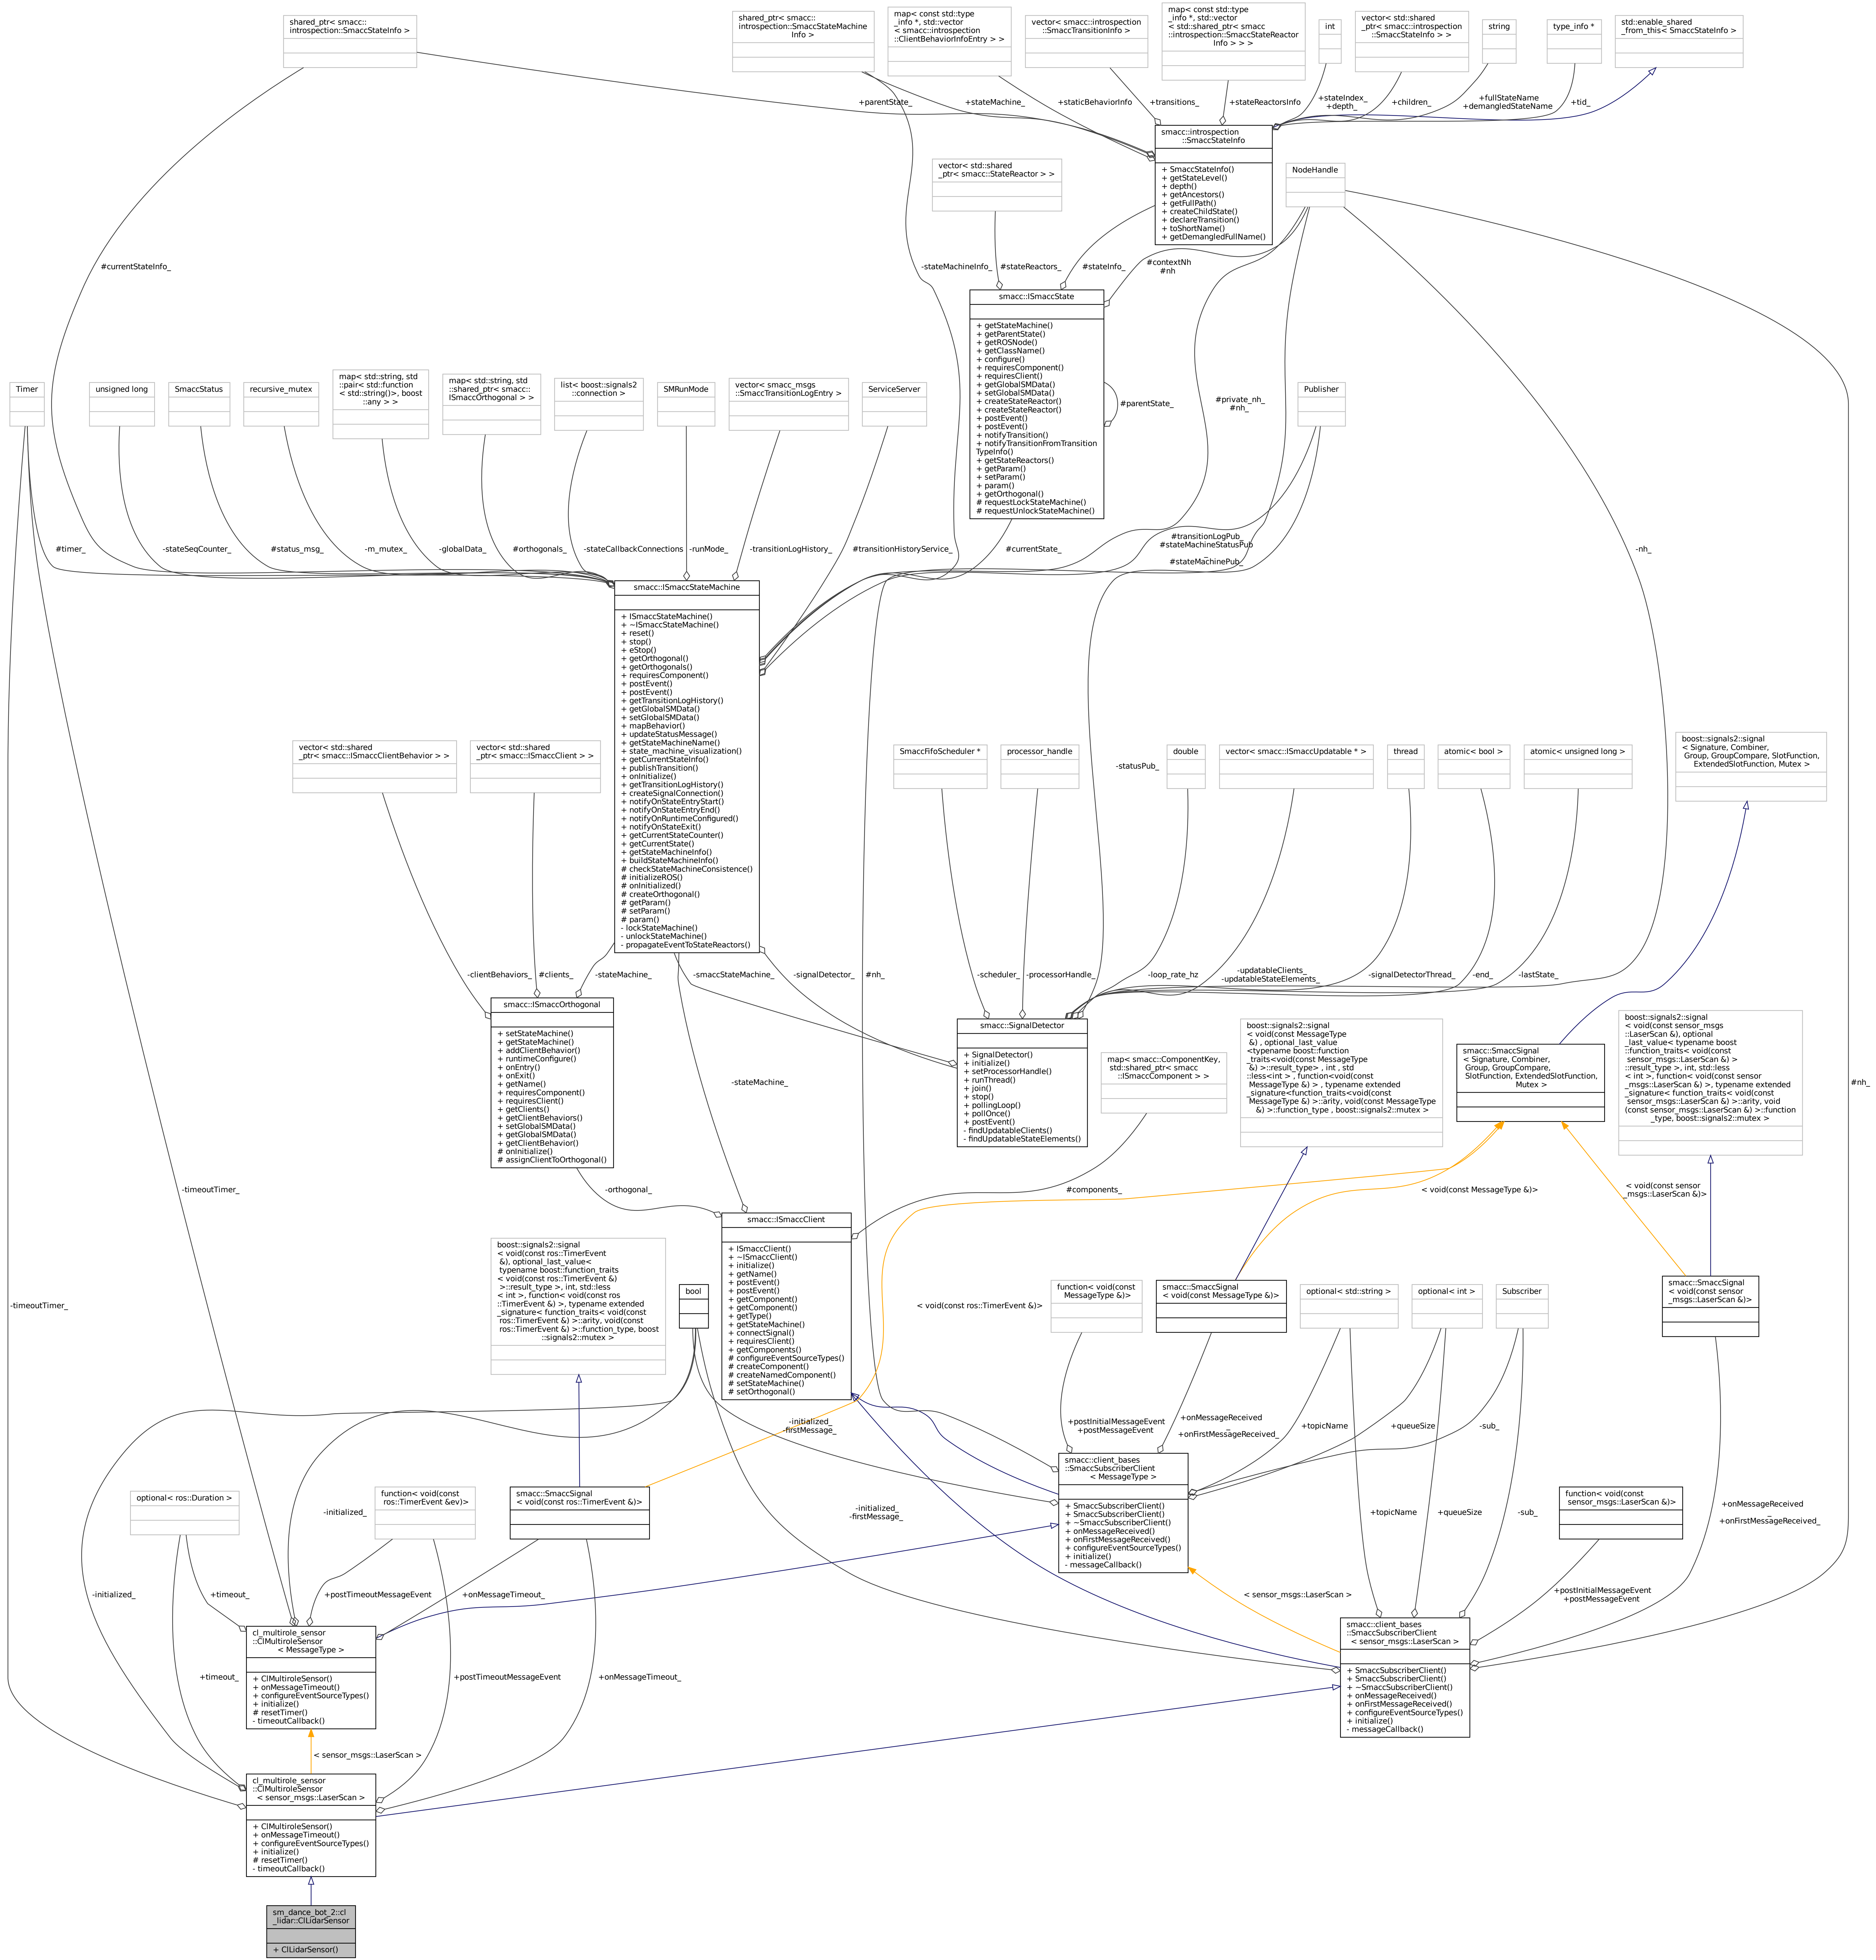 shared_ptr< smacc::
introspection::SmaccStateInfo >
shared_ptr< smacc::
introspection::SmaccStateMachine
Info >
map< const std::type
_info *, std::vector
< smacc::introspection
::ClientBehaviorInfoEntry > >
vector< smacc::introspection
::SmaccTransitionInfo >
map< const std::type
_info *, std::vector
< std::shared_ptr< smacc
::introspection::SmaccStateReactor
Info > > >
int
vector< std::shared
_ptr< smacc::introspection
::SmaccStateInfo > >
string
type_info *
std::enable_shared
_from_this< SmaccStateInfo >
+parentState_
+stateMachine_
+staticBehaviorInfo
+transitions_
+stateReactorsInfo
+stateIndex_
+depth_
+children_
+fullStateName
+demangledStateName
+tid_
smacc::introspection
::SmaccStateInfo
+ SmaccStateInfo()
+ getStateLevel()
+ depth()
+ getAncestors()
+ getFullPath()
+ createChildState()
+ declareTransition()
+ toShortName()
+ getDemangledFullName()
vector< std::shared
_ptr< smacc::StateReactor > >
NodeHandle
#currentStateInfo_
-stateMachineInfo_
#stateReactors_
#stateInfo_
#contextNh
#nh
smacc::ISmaccState
+ getStateMachine()
+ getParentState()
+ getROSNode()
+ getClassName()
+ configure()
+ requiresComponent()
+ requiresClient()
+ getGlobalSMData()
+ setGlobalSMData()
+ createStateReactor()
+ createStateReactor()
+ postEvent()
+ postEvent()
+ notifyTransition()
+ notifyTransitionFromTransition
TypeInfo()
+ getStateReactors()
+ getParam()
+ setParam()
+ param()
+ getOrthogonal()
# requestLockStateMachine()
# requestUnlockStateMachine()
#parentState_
#private_nh_
#nh_
Timer
unsigned long
SmaccStatus
recursive_mutex
map< std::string, std
::pair< std::function
< std::string()>, boost
::any > >
map< std::string, std
::shared_ptr< smacc::
ISmaccOrthogonal > >
list< boost::signals2
::connection >
SMRunMode
vector< smacc_msgs
::SmaccTransitionLogEntry >
ServiceServer
Publisher
#timer_
-stateSeqCounter_
#status_msg_
-m_mutex_
-globalData_
#orthogonals_
-stateCallbackConnections
-runMode_
-transitionLogHistory_
#transitionHistoryService_
#currentState_
#transitionLogPub_
#stateMachineStatusPub
_
#stateMachinePub_
-nh_
smacc::ISmaccStateMachine
+ ISmaccStateMachine()
+ ~ISmaccStateMachine()
+ reset()
+ stop()
+ eStop()
+ getOrthogonal()
+ getOrthogonals()
+ requiresComponent()
+ postEvent()
+ postEvent()
+ getTransitionLogHistory()
+ getGlobalSMData()
+ setGlobalSMData()
+ mapBehavior()
+ updateStatusMessage()
+ getStateMachineName()
+ state_machine_visualization()
+ getCurrentStateInfo()
+ publishTransition()
+ onInitialize()
+ getTransitionLogHistory()
+ createSignalConnection()
+ notifyOnStateEntryStart()
+ notifyOnStateEntryEnd()
+ notifyOnRuntimeConfigured()
+ notifyOnStateExit()
+ getCurrentStateCounter()
+ getCurrentState()
+ getStateMachineInfo()
+ buildStateMachineInfo()
# checkStateMachineConsistence()
# initializeROS()
# onInitialized()
# createOrthogonal()
# getParam()
# setParam()
# param()
- lockStateMachine()
- unlockStateMachine()
- propagateEventToStateReactors()
vector< std::shared
_ptr< smacc::ISmaccClientBehavior > >
vector< std::shared
_ptr< smacc::ISmaccClient > >
SmaccFifoScheduler *
processor_handle
-statusPub_
double
vector< smacc::ISmaccUpdatable * >
thread
atomic< bool >
atomic< unsigned long >
boost::signals2::signal
< Signature, Combiner,
Group, GroupCompare, SlotFunction,
ExtendedSlotFunction, Mutex >
-clientBehaviors_
#clients_
-stateMachine_
-smaccStateMachine_
-signalDetector_
#nh_
-scheduler_
-processorHandle_
-loop_rate_hz
-updatableClients_
-updatableStateElements_
-signalDetectorThread_
-end_
-lastState_
smacc::ISmaccOrthogonal
+ setStateMachine()
+ getStateMachine()
+ addClientBehavior()
+ runtimeConfigure()
+ onEntry()
+ onExit()
+ getName()
+ requiresComponent()
+ requiresClient()
+ getClients()
+ getClientBehaviors()
+ setGlobalSMData()
+ getGlobalSMData()
+ getClientBehavior()
# onInitialize()
# assignClientToOrthogonal()
smacc::SignalDetector
+ SignalDetector()
+ initialize()
+ setProcessorHandle()
+ runThread()
+ join()
+ stop()
+ pollingLoop()
+ pollOnce()
+ postEvent()
- findUpdatableClients()
- findUpdatableStateElements()
-stateMachine_
map< smacc::ComponentKey,
std::shared_ptr< smacc
::ISmaccComponent > >
boost::signals2::signal
< void(const MessageType
&) , optional_last_value
<typename boost::function
_traits<void(const MessageType
&) >::result_type> , int , std
::less<int > , function<void(const
MessageType &) > , typename extended
_signature<function_traits<void(const
MessageType &) >::arity, void(const MessageType
&) >::function_type , boost::signals2::mutex >
smacc::SmaccSignal
< Signature, Combiner,
Group, GroupCompare,
SlotFunction, ExtendedSlotFunction,
Mutex >
boost::signals2::signal
< void(const sensor_msgs
::LaserScan &), optional
_last_value< typename boost
::function_traits< void(const
sensor_msgs::LaserScan &) >
::result_type >, int, std::less
< int >, function< void(const sensor
_msgs::LaserScan &) >, typename extended
_signature< function_traits< void(const
sensor_msgs::LaserScan &) >::arity, void
(const sensor_msgs::LaserScan &) >::function
_type, boost::signals2::mutex >
#nh_
-timeoutTimer_
-orthogonal_
#components_
< void(const MessageType &)>
< void(const sensor
_msgs::LaserScan &)>
smacc::ISmaccClient
+ ISmaccClient()
+ ~ISmaccClient()
+ initialize()
+ getName()
+ postEvent()
+ postEvent()
+ getComponent()
+ getComponent()
+ getType()
+ getStateMachine()
+ connectSignal()
+ requiresClient()
+ getComponents()
# configureEventSourceTypes()
# createComponent()
# createNamedComponent()
# setStateMachine()
# setOrthogonal()
boost::signals2::signal
< void(const ros::TimerEvent
&), optional_last_value<
typename boost::function_traits
< void(const ros::TimerEvent &)
>::result_type >, int, std::less
< int >, function< void(const ros
::TimerEvent &) >, typename extended
_signature< function_traits< void(const
ros::TimerEvent &) >::arity, void(const
ros::TimerEvent &) >::function_type, boost
::signals2::mutex >
bool
-timeoutTimer_
< void(const ros::TimerEvent &)>
function< void(const
MessageType &)>
smacc::SmaccSignal
< void(const MessageType &)>
optional< std::string >
optional< int >
Subscriber
smacc::SmaccSignal
< void(const sensor
_msgs::LaserScan &)>
-initialized_
-firstMessage_
+postInitialMessageEvent
+postMessageEvent
+onMessageReceived
_
+onFirstMessageReceived_
+topicName
+queueSize
-sub_
smacc::client_bases
::SmaccSubscriberClient
< MessageType >
+ SmaccSubscriberClient()
+ SmaccSubscriberClient()
+ ~SmaccSubscriberClient()
+ onMessageReceived()
+ onFirstMessageReceived()
+ configureEventSourceTypes()
+ initialize()
- messageCallback()
optional< ros::Duration >
-initialized_
function< void(const
ros::TimerEvent &ev)>
smacc::SmaccSignal
< void(const ros::TimerEvent &)>
-initialized_
-firstMessage_
+topicName
+queueSize
-sub_
function< void(const
sensor_msgs::LaserScan &)>
+onMessageReceived
_
+onFirstMessageReceived_
-initialized_
+timeout_
+postTimeoutMessageEvent
+onMessageTimeout_
< sensor_msgs::LaserScan >
+postInitialMessageEvent
+postMessageEvent
cl_multirole_sensor
::ClMultiroleSensor
< MessageType >
+ ClMultiroleSensor()
+ onMessageTimeout()
+ configureEventSourceTypes()
+ initialize()
# resetTimer()
- timeoutCallback()
smacc::client_bases
::SmaccSubscriberClient
< sensor_msgs::LaserScan >
+ SmaccSubscriberClient()
+ SmaccSubscriberClient()
+ ~SmaccSubscriberClient()
+ onMessageReceived()
+ onFirstMessageReceived()
+ configureEventSourceTypes()
+ initialize()
- messageCallback()
+timeout_
+postTimeoutMessageEvent
+onMessageTimeout_
< sensor_msgs::LaserScan >
cl_multirole_sensor
::ClMultiroleSensor
< sensor_msgs::LaserScan >
+ ClMultiroleSensor()
+ onMessageTimeout()
+ configureEventSourceTypes()
+ initialize()
# resetTimer()
- timeoutCallback()
sm_dance_bot_2::cl
_lidar::ClLidarSensor
+ ClLidarSensor()